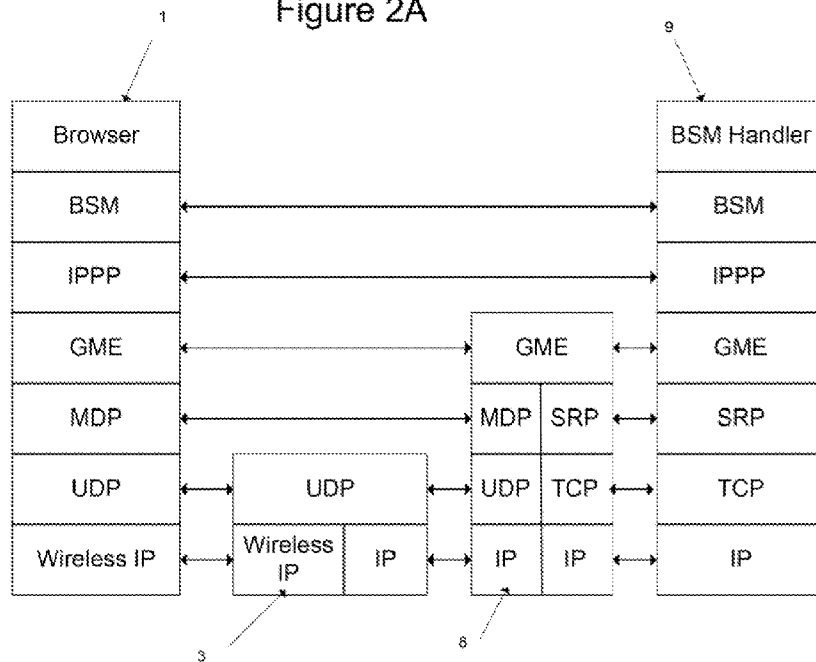 Figure 2A
1
9
Browser
BSM Handler
BSM
BSM
IPPP
IPPP
GME
GME
GME
MDP
MDP
SRP
SRP
UDP
UDP
UDP
TCP
TCP
Wireless IP
Wireless
IP
IP
IP
IP
IP
3
8